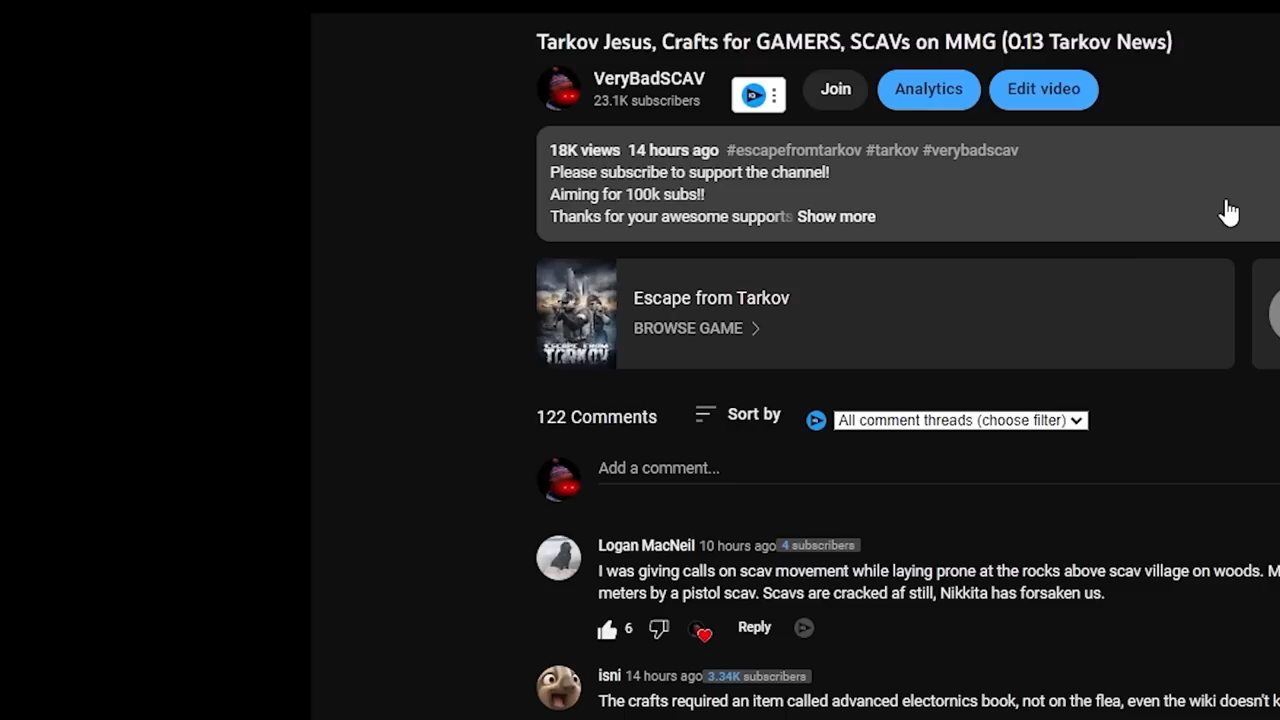 Tarkov Jesus, Crafts for GAMERS, SCAVs on MMG (0.13 Tarkov News)
VeryBadSCAV
23.1K subscribers
Join
Analytics
Edit video
18K views 14 hours ago #escapefromtarkov #tarkov #verybadscav
Please subscribe to support the channel!
Aiming for 100k subs!!
Thanks for your awesome supports Show more
ESCAPE FROM
TARKOV
Escape from Tarkov
BROWSE GAME
122 Comments
Sort by
All comment threads (choose filter)
Add a comment...
Logan MacNeil 10 hours ago 4 subscribers
I was giving calls on scav movement while laying prone at the rocks above scav village on woods.
meters by a pistol scav. Scavs are cracked af still, Nikkita has forsaken us.
6
Reply
isni 14 hours ago 3.34K subscribers
The crafts required an item called advanced electornics book, not on the flea, even the wiki doesn't